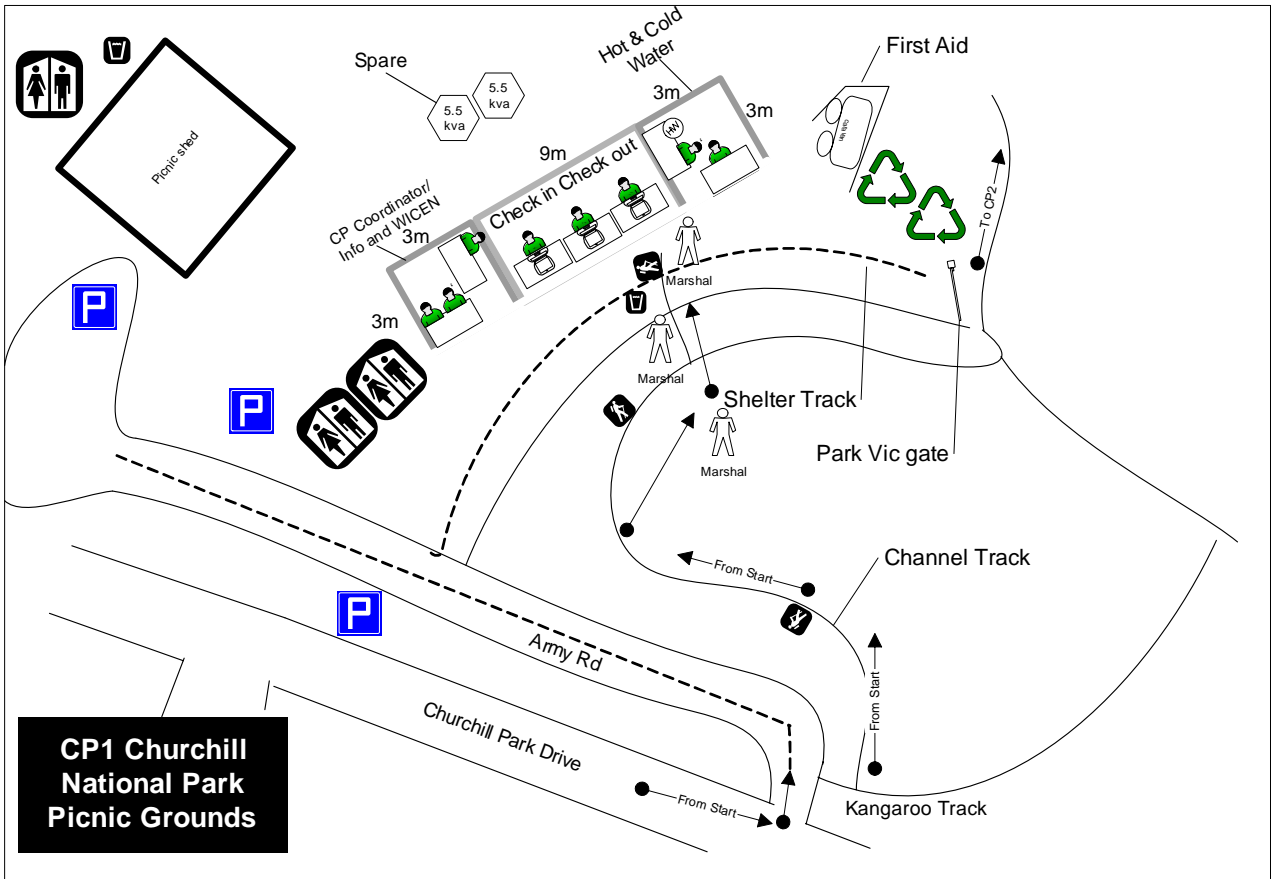 Picnic shed
Spare
5.5
kva
5.5
kva
Hot & Cold
Water
3m
3m
First Aid
caravan
HW
9m
Check in Check out
CP Coordinator/
Info and WICEN
3m
3m
To CP2
Marshal
Marshal
Marshal
P
P
P
Shelter Track
Park Vic gate
From Start
Channel Track
From Start
Army Rd
Churchill Park Drive
From Start
Kangaroo Track
CP1 Churchill
National Park
Picnic Grounds